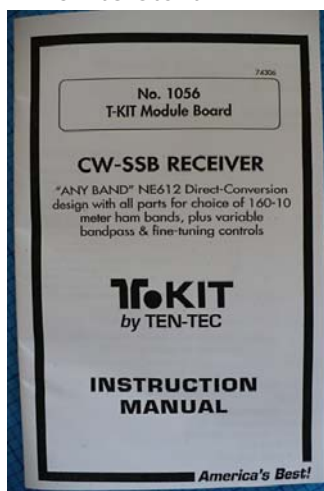 74306
No. 1056
T-KIT Module Board
CW-SSB RECEIVER
"ANY BAND" NE612 Direct-Conversion
design with all parts for choice of 160-10
meter ham bands, plus variable
bandpass & fine-tuning controls
T-KIT
by TEN-TEC
INSTRUCTION
MANUAL
America's Best!